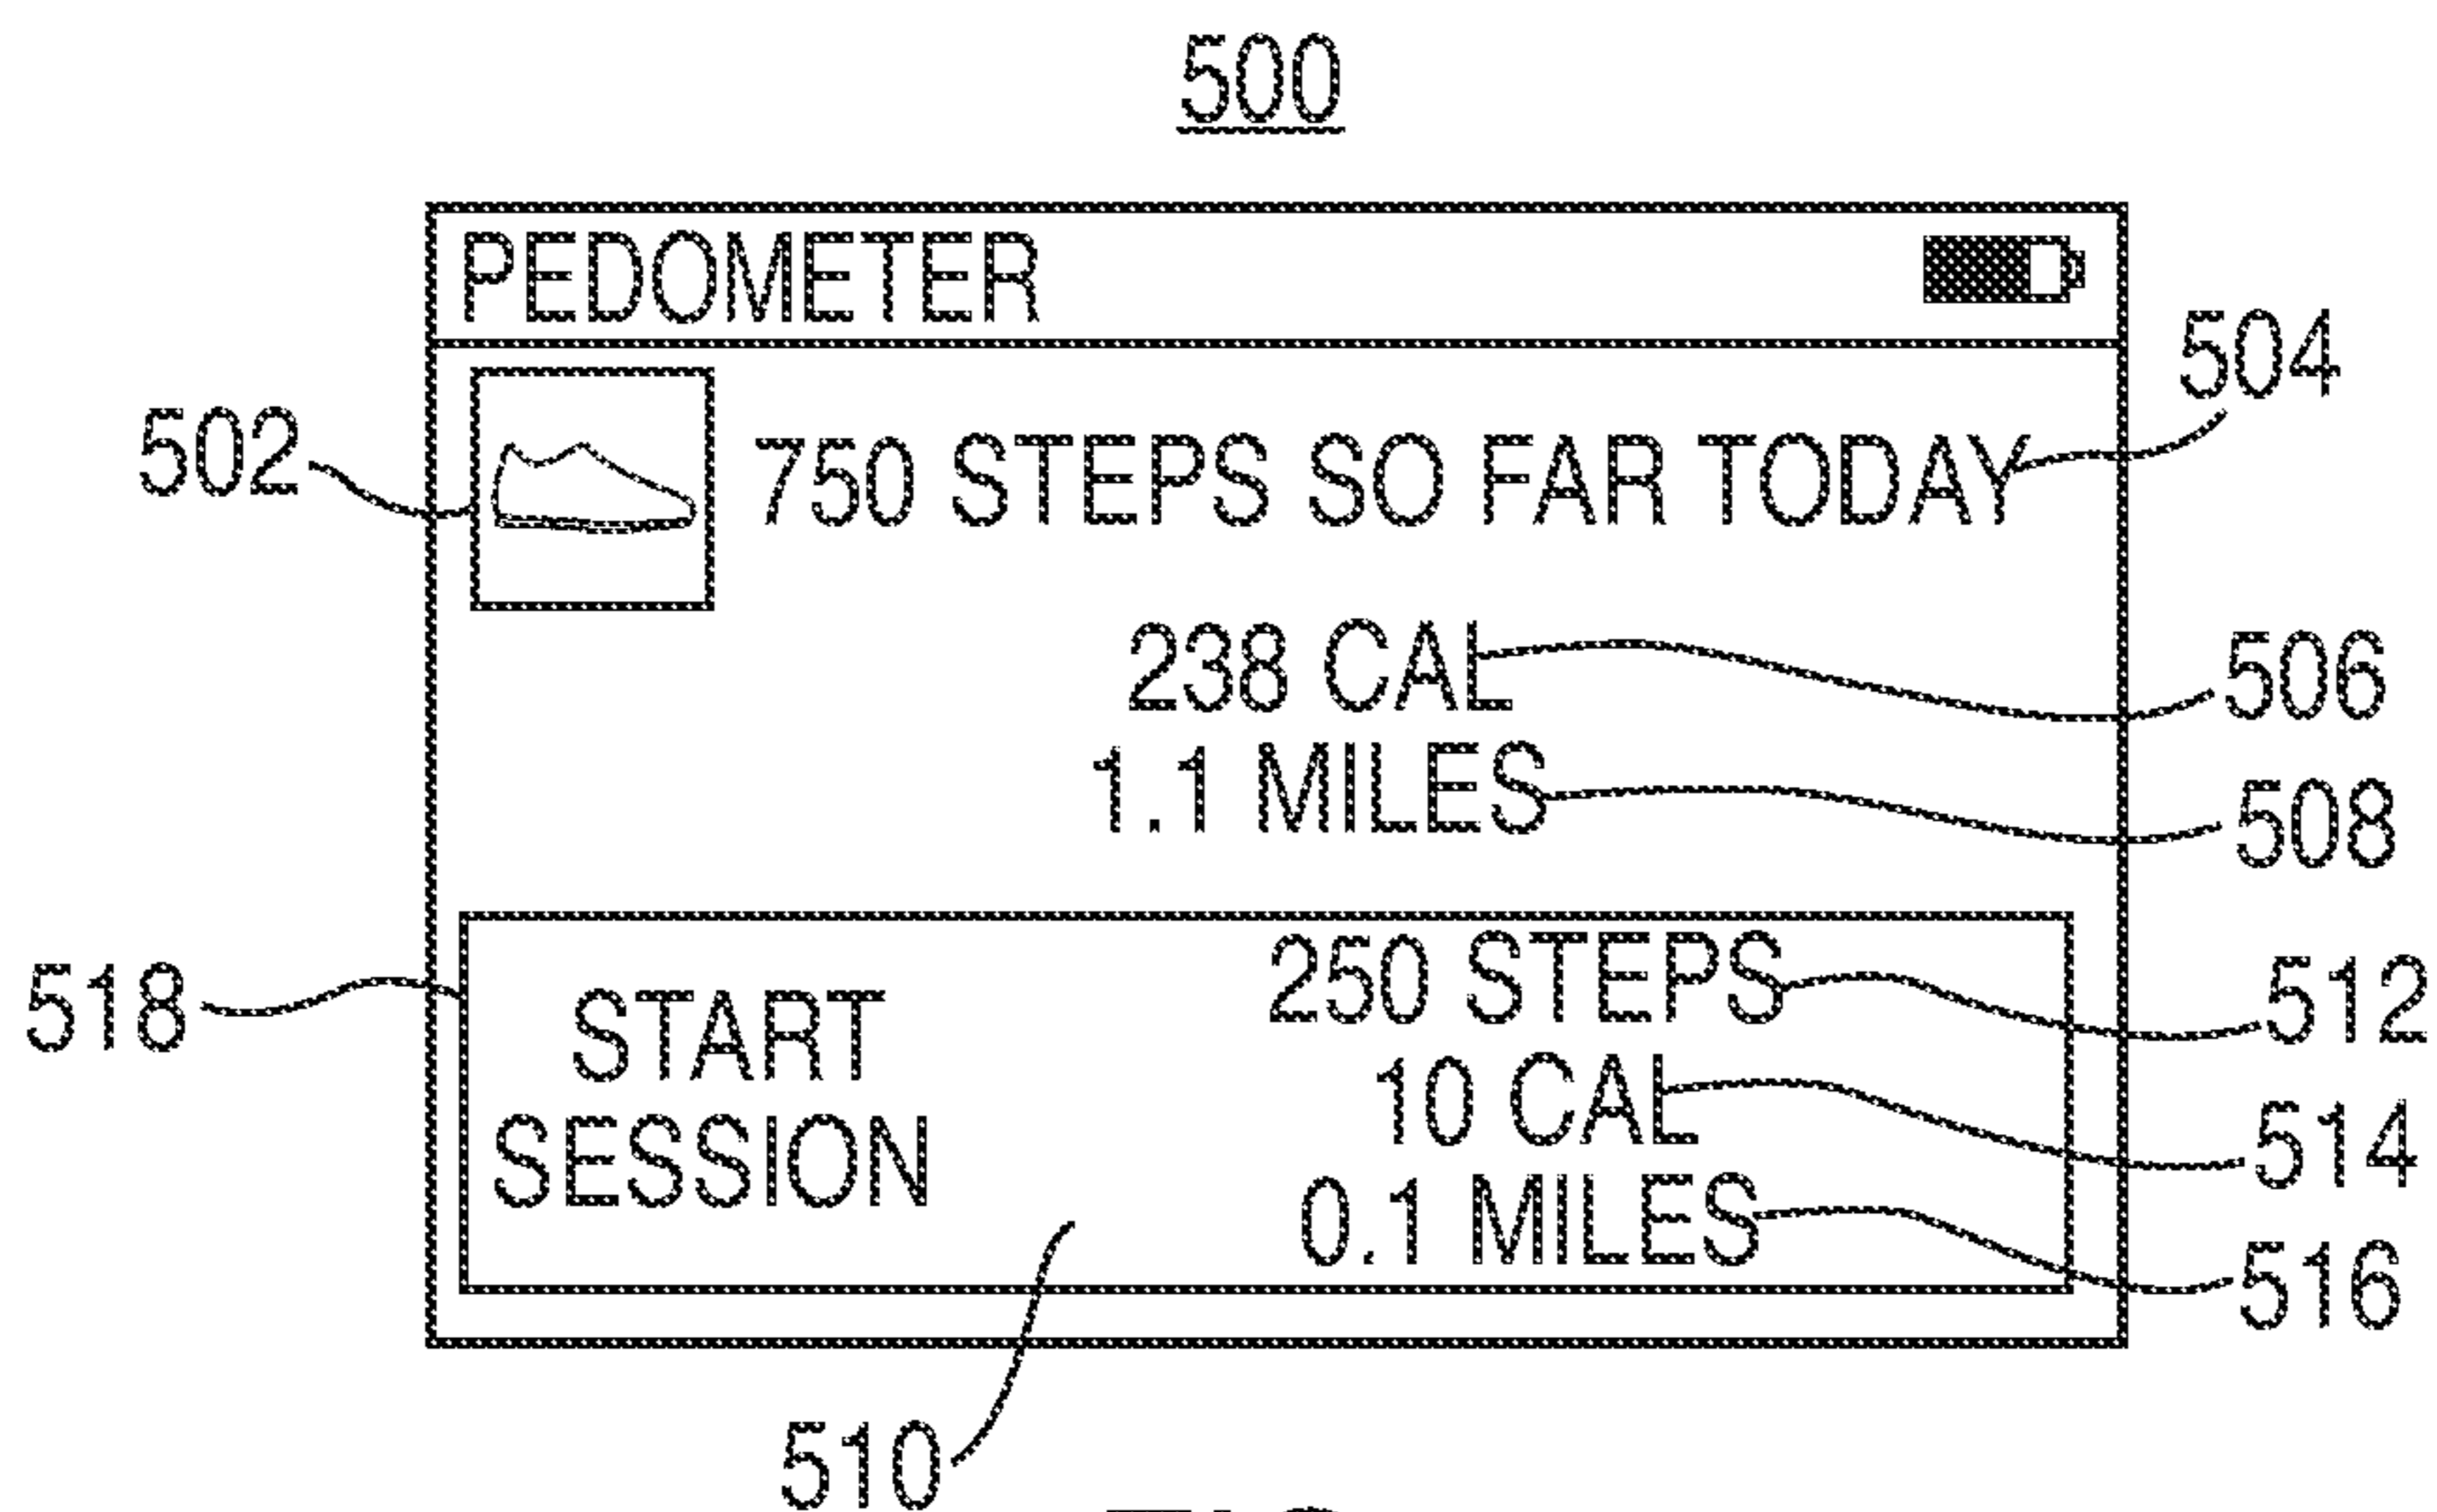 500
PEDOMETER
504
502
750 STEPS SO FAR TODAY
238 CAL
506
1.1 MILES
508
518
START
SESSION
250 STEPS
512
10 CAL
514
0.1 MILES
516
510